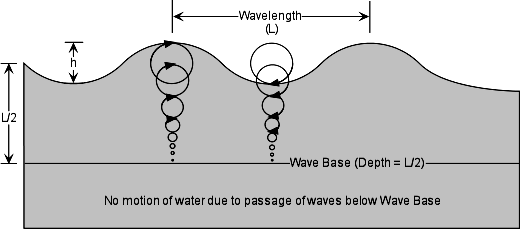 Wavelength
(L)
h
L/2
Wave Base (Depth = L/2)
No motion of water due to passage of waves below Wave Base